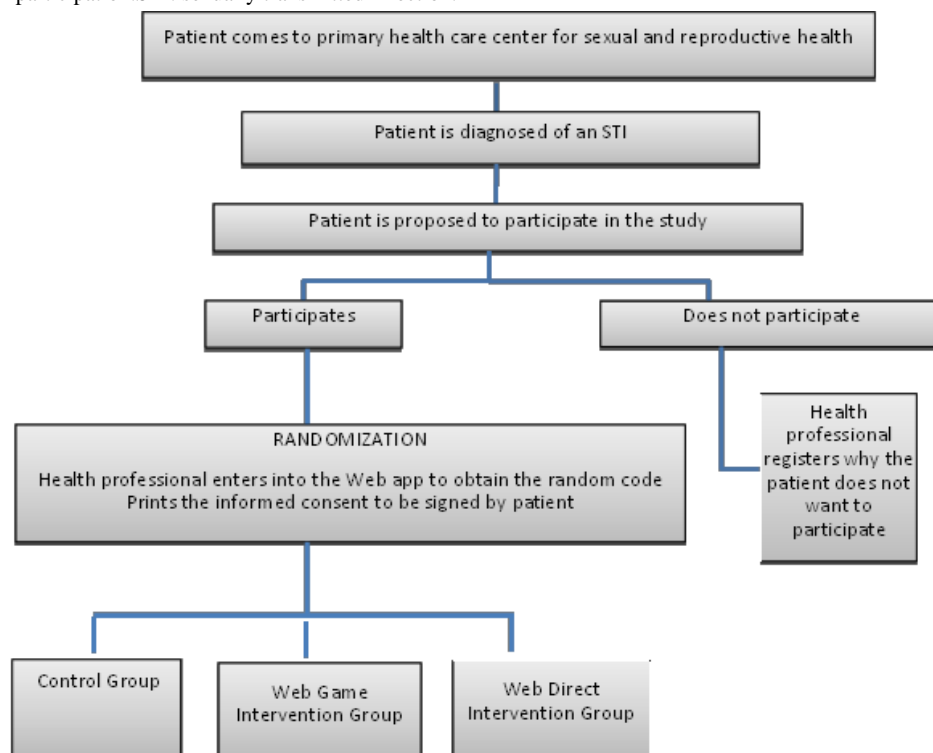 Patient comes to primary health care center for sexual and reproductive health
Patient is diagnosed of an STI
Patient is proposed to participate in the study
Participates
Does not participate
RANDOMIZATION
Health professional enters into the Web app to obtain the random code
Prints the informed consent to be signed by patient
Health
professional
registers why the
patient does not
want to
participate
Control Group
Web Game
Intervention Group
Web Direct
Intervention Group